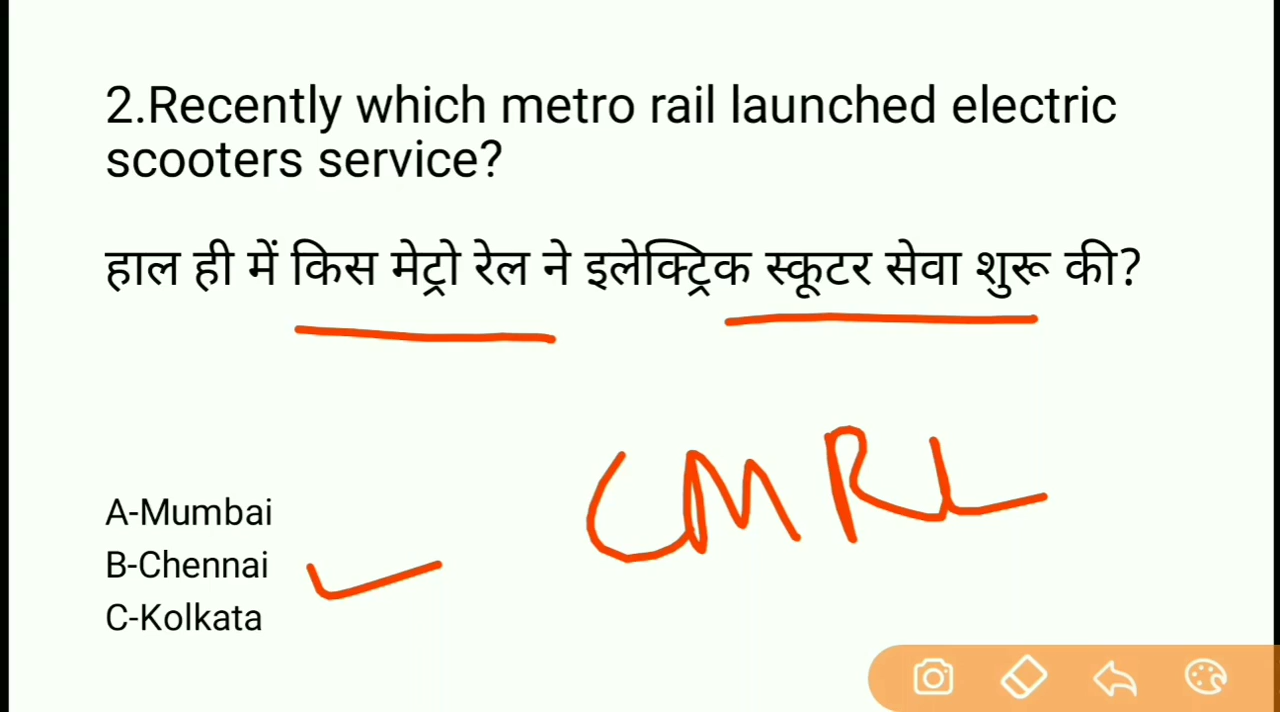 2.Recently which metro rail launched electric
scooters service?
हाल ही में किस मेट्रो रेल ने इलेक्ट्रिक स्कूटर सेवा शुरू की?
CMRL
A-Mumbai
B-Chennai
C-Kolkata